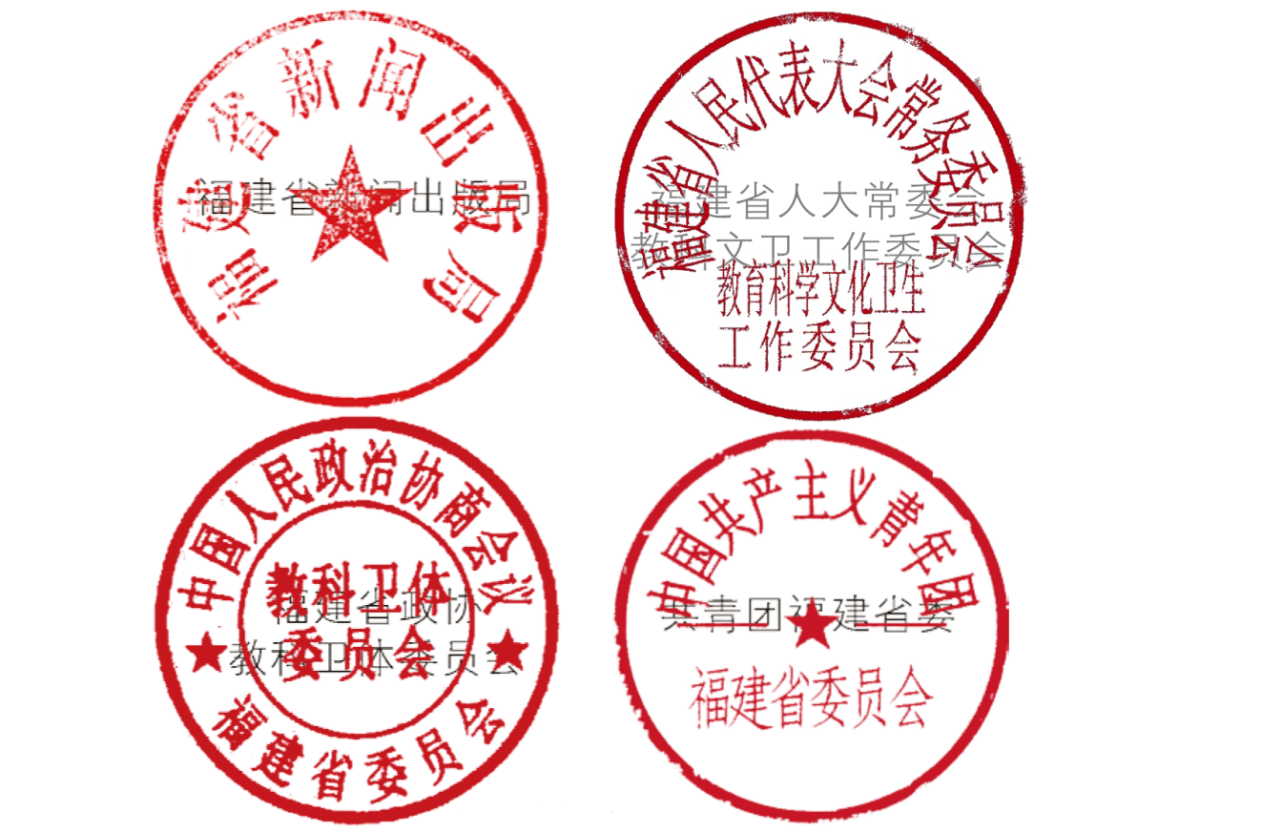 福建省新闻出版局
福建省新闻出版局
福建省人民代表大会常务委员会
福建省人大常委会
教科文卫工作委员会
教育科学文化卫生
工作委员会
中国人民政治协商会议
教科卫体
福建省政协
委员会
教科卫体委员会
福建省委员会
中国共产主义青年团
共青团福建省委
福建省委员会